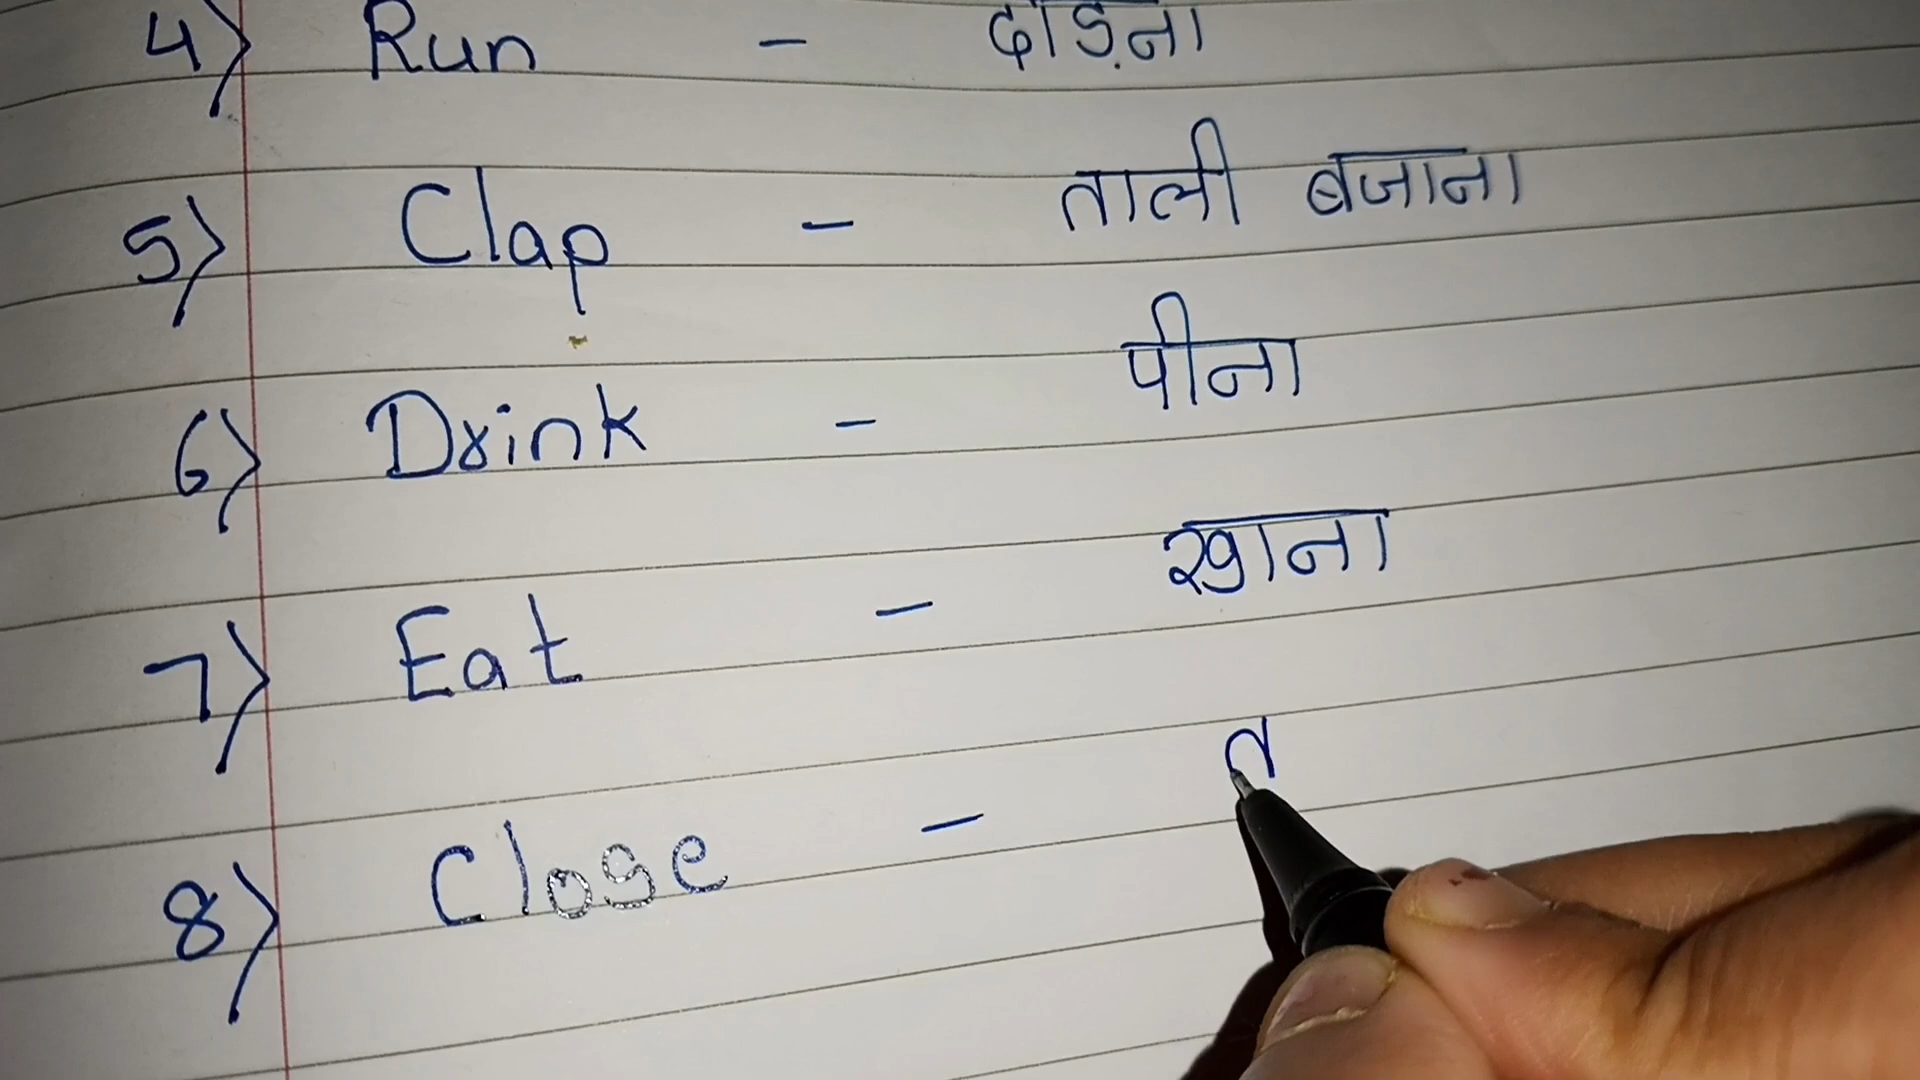 4) Run - दौड़ना
5) Clap - ताली बजाना
6) Drink - पीना
7) Eat - खाना
8) Close -